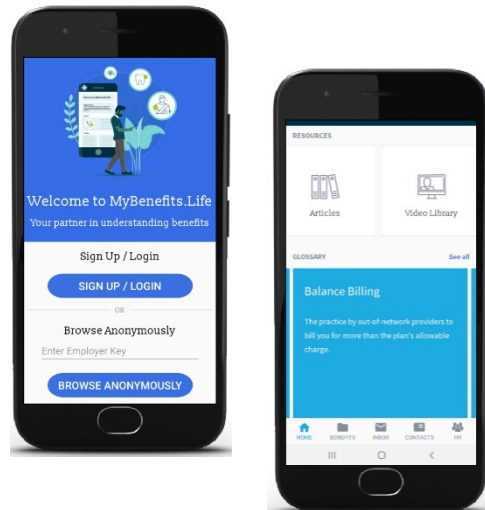 Welcome to MyBenefits.Life
Your partner in understanding benefits
Sign Up / Login
SIGN UP / LOGIN
OR
Browse Anonymously
Enter Employer Key
BROWSE ANONYMOUSLY
RESOURCES
Articles Video Library
GLOSSARY See all
Balance Billing
The practice by out-of-network providers to
bill you for more than the plan's allowable
charge.
HOME BENEFITS INBOX CONTACTS HR